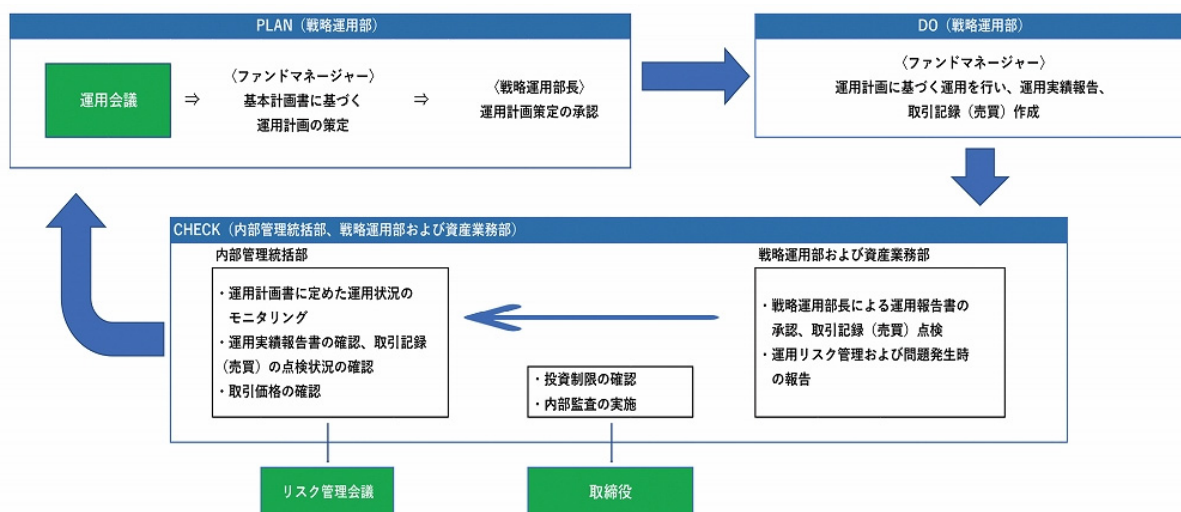 PLAN（戦略運用部）
運用会議
⇒
〈ファンドマネージャー〉
基本計画書に基づく
運用計画の策定
⇒
〈戦略運用部長〉
運用計画策定の承認
DO（戦略運用部）
〈ファンドマネージャー〉
運用計画に基づく運用を行い、運用実績報告、
取引記録（売買）作成
CHECK（内部管理統括部、戦略運用部および資産業務部）
内部管理統括部
・運用計画書に定めた運用状況の
モニタリング
・運用実績報告書の確認、取引記録
（売買）の点検状況の確認
・取引価格の確認
・投資制限の確認
・内部監査の実施
戦略運用部および資産業務部
・戦略運用部長による運用報告書の
承認、取引記録（売買）点検
・運用リスク管理および問題発生時
の報告
リスク管理会議
取締役